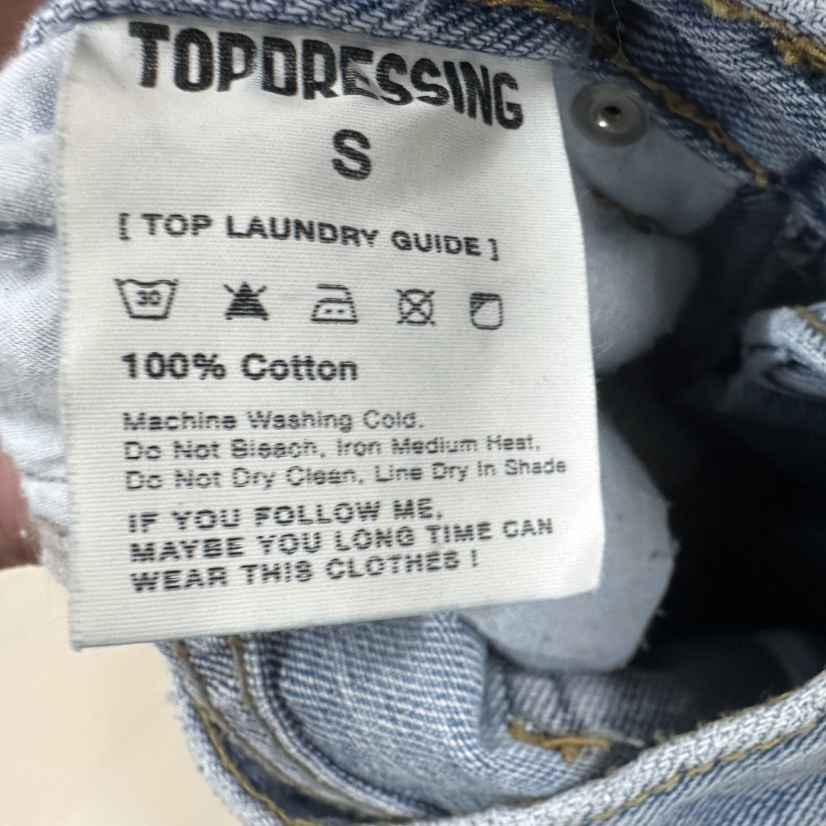 TOPDRESSING
S
[ TOP LAUNDRY GUIDE ]
30
100% Cotton
Machine Washing Cold.
Do Not Bleach, Iron Medium Heat,
Do Not Dry Clean, Line Dry In Shade
IF YOU FOLLOW ME,
MAYBE YOU LONG TIME CAN
WEAR THIS CLOTHES !